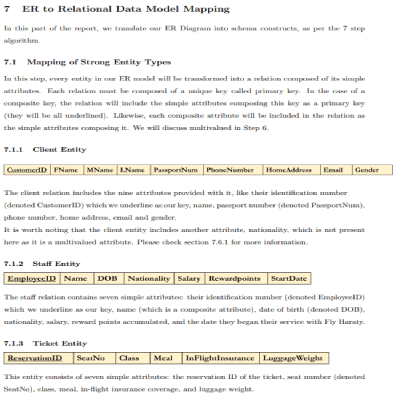 7 ER to Relational Data Model Mapping
In this part of the report, we translate our ER Diagram into schema constructs, as per the 7 step
algorithm.
7.1 Mapping of Strong Entity Types
In this step, every entity in our ER model will be transformed into a relation composed of its simple
attributes. Each relation must be composed of a unique key called primary key. In the case of a
composite key, the relation will include the simple attributes composing this key as a primary key
(they will be all underlined). Likewise, each composite attribute will be included in the relation as
the simple attributes composing it. We will discuss multivalued in Step 6.
7.1.1 Client Entity
CustomerID FName MName LName PassportNum PhoneNumber HomeAddress Email Gender
The client relation includes the nine attributes provided with it, like their identification number
(denoted CustomerID) which we underline as our key, name, passport number (denoted PassportNum),
phone number, home address, email and gender.
It is worth noting that the client entity includes another attribute, nationality, which is not present
here as it is a multivalued attribute. Please check section 7.6.1 for more information.
7.1.2 Staff Entity
EmployeeID Name DOB Nationality Salary Rewardpoints StartDate
The staff relation contains seven simple attributes: their identification number (denoted EmployeeID)
which we underline as our key, name (which is a composite attribute), date of birth (denoted DOB),
nationality, salary, reward points accumulated, and the date they began their service with Fly Haraty.
7.1.3 Ticket Entity
ReservationID SeatNo Class Meal InFlightInsurance LuggageWeight
This entity consists of seven simple attributes: the reservation ID of the ticket, seat number (denoted
SeatNo), class, meal, in-flight insurance coverage, and luggage weight.